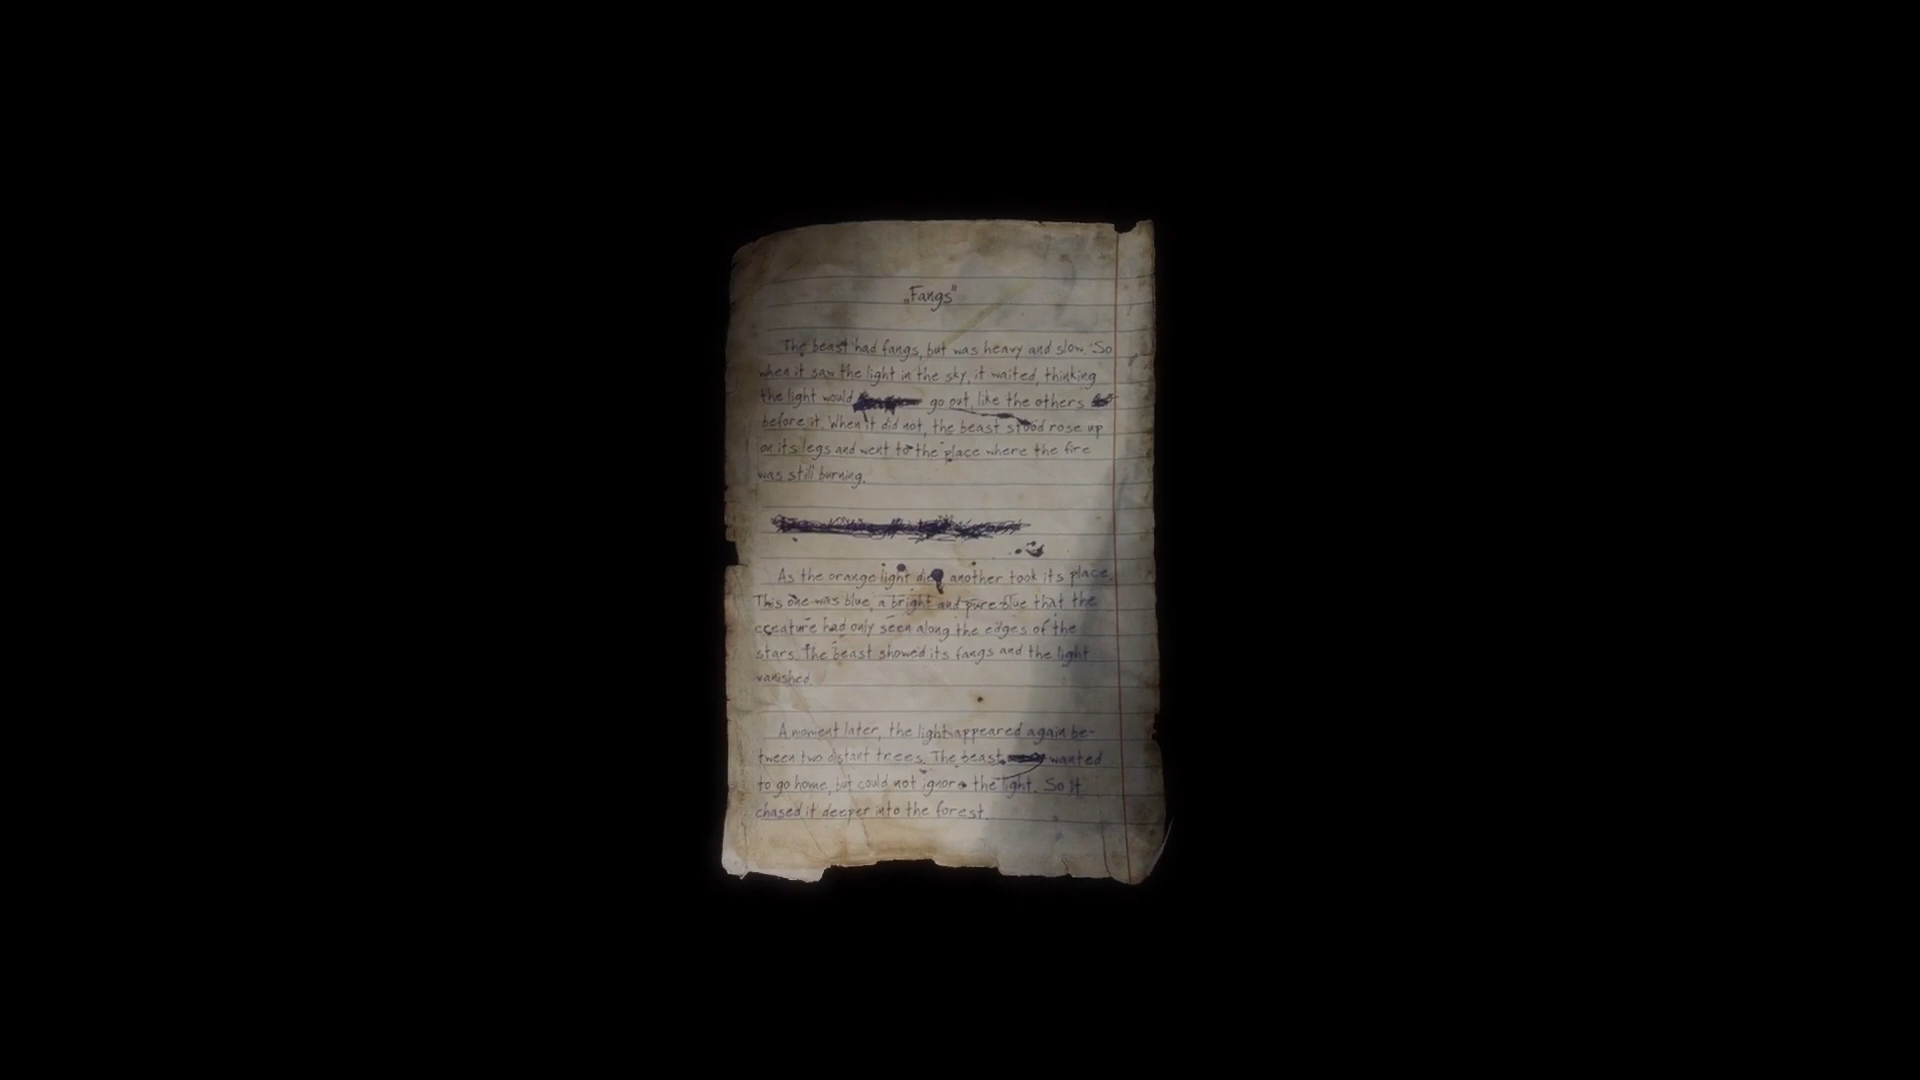 „Fangs"
The beast had fangs, but was heavy and slow. So
when it saw the light in the sky, it waited, thinking
the light would go out, like the others
before it. When it did not, the beast stood rose up
on its legs and went to the place where the fire
was still burning.
As the orange light died another took its place.
This one was blue, a bright and pure blue that the
creature had only seen along the edges of the
stars. The beast showed its fangs and the light
vanished.
A moment later, the light appeared again be-
tween two distant trees. The beast wanted
to go home, but could not ignore the light. So it
chased it deeper into the forest.